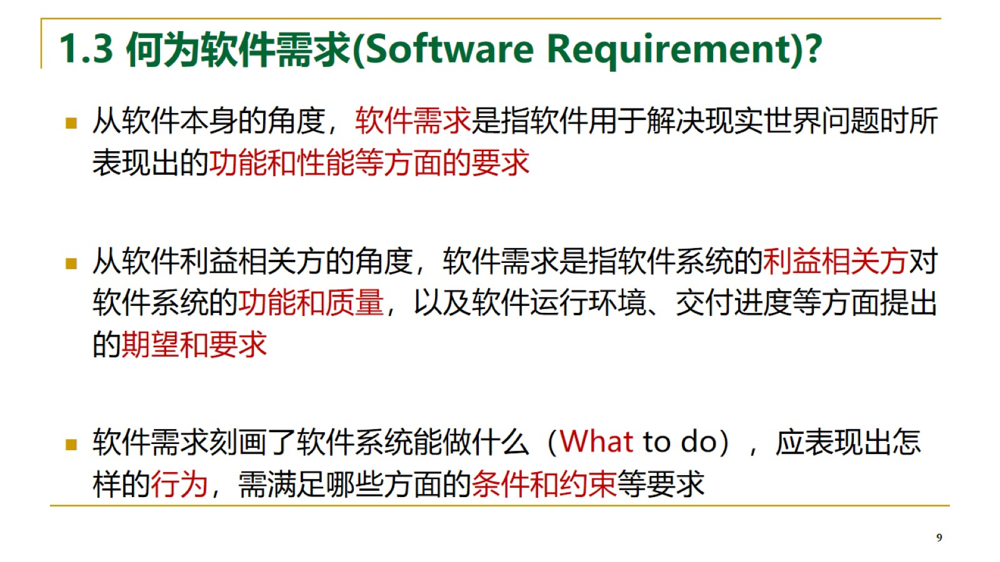 1.3 何为软件需求(Software Requirement)?
从软件本身的角度，软件需求是指软件用于解决现实世界问题时所
表现出的功能和性能等方面的要求
从软件利益相关方的角度，软件需求是指软件系统的利益相关方对
软件系统的功能和质量，以及软件运行环境、交付进度等方面提出
的期望和要求
软件需求刻画了软件系统能做什么（What to do），应表现出怎
样的行为，需满足哪些方面的条件和约束等要求
9